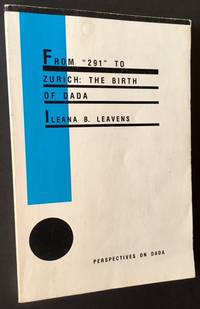 FROM "291" TO
ZURICH: THE BIRTH
OF DADA
ILEANA B. LEAVENS
PERSPECTIVES ON DADA